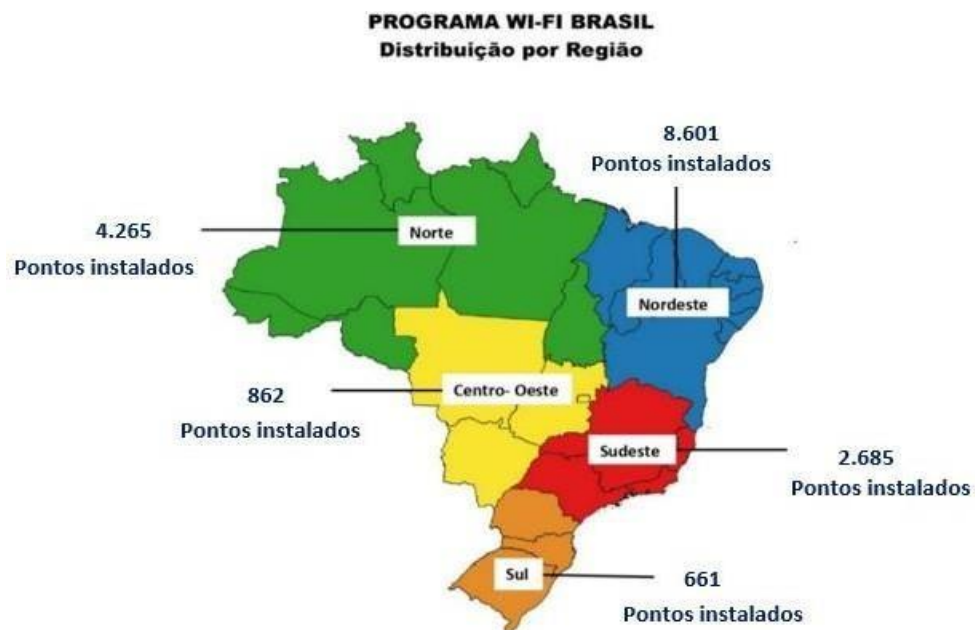 PROGRAMA WI-FI BRASIL
Distribuição por Região
8.601
Pontos instalados
4.265
Pontos instalados
Norte
Nordeste
862
Pontos instalados
Centro- Oeste
Sudeste
2.685
Pontos instalados
Sul
661
Pontos instalados